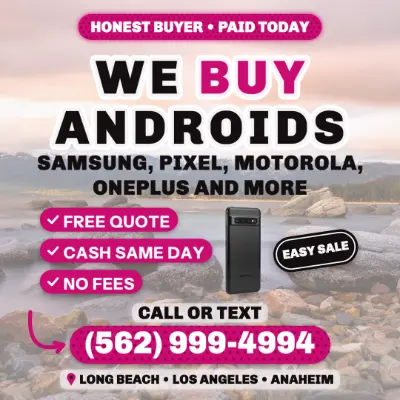 HONEST BUYER • PAID TODAY
WE BUY
ANDROIDS
SAMSUNG, PIXEL, MOTOROLA,
ONEPLUS AND MORE
FREE QUOTE
CASH SAME DAY
NO FEES
EASY SALE
CALL OR TEXT
(562) 999-4994
LONG BEACH • LOS ANGELES • ANAHEIM